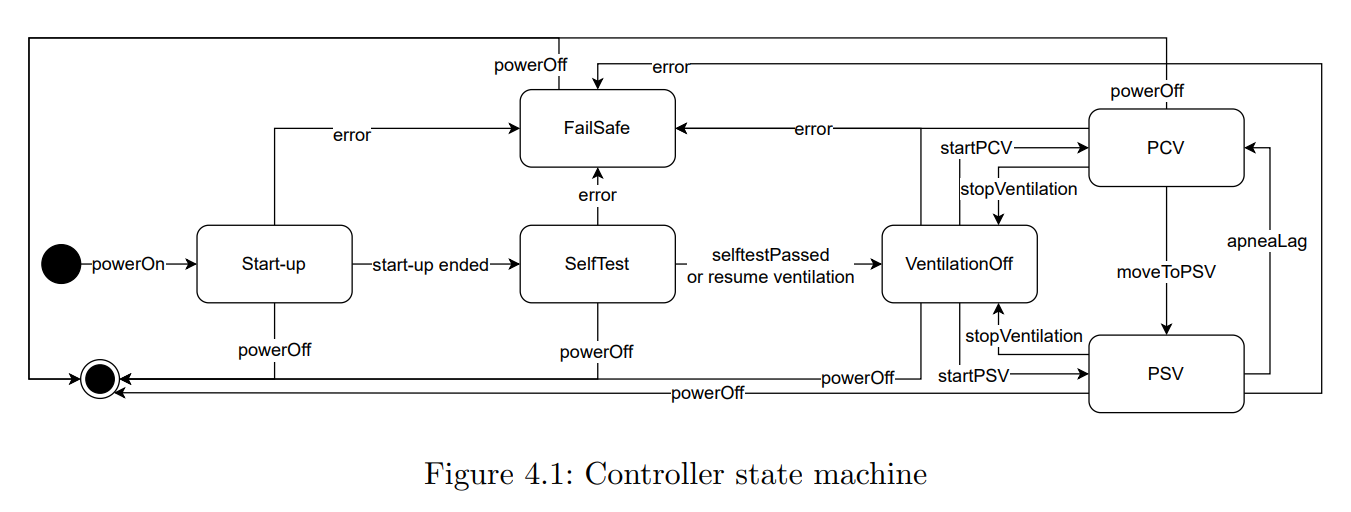 powerOff
error
powerOff
FailSafe
error
error
startPCV
PCV
stopVentilation
error
apneaLag
powerOn
Start-up
start-up ended
SelfTest
selftestPassed
or resume ventilation
VentilationOff
moveToPSV
stopVentilation
powerOff
powerOff
powerOff
startPSV
PSV
powerOff
Figure 4.1: Controller state machine